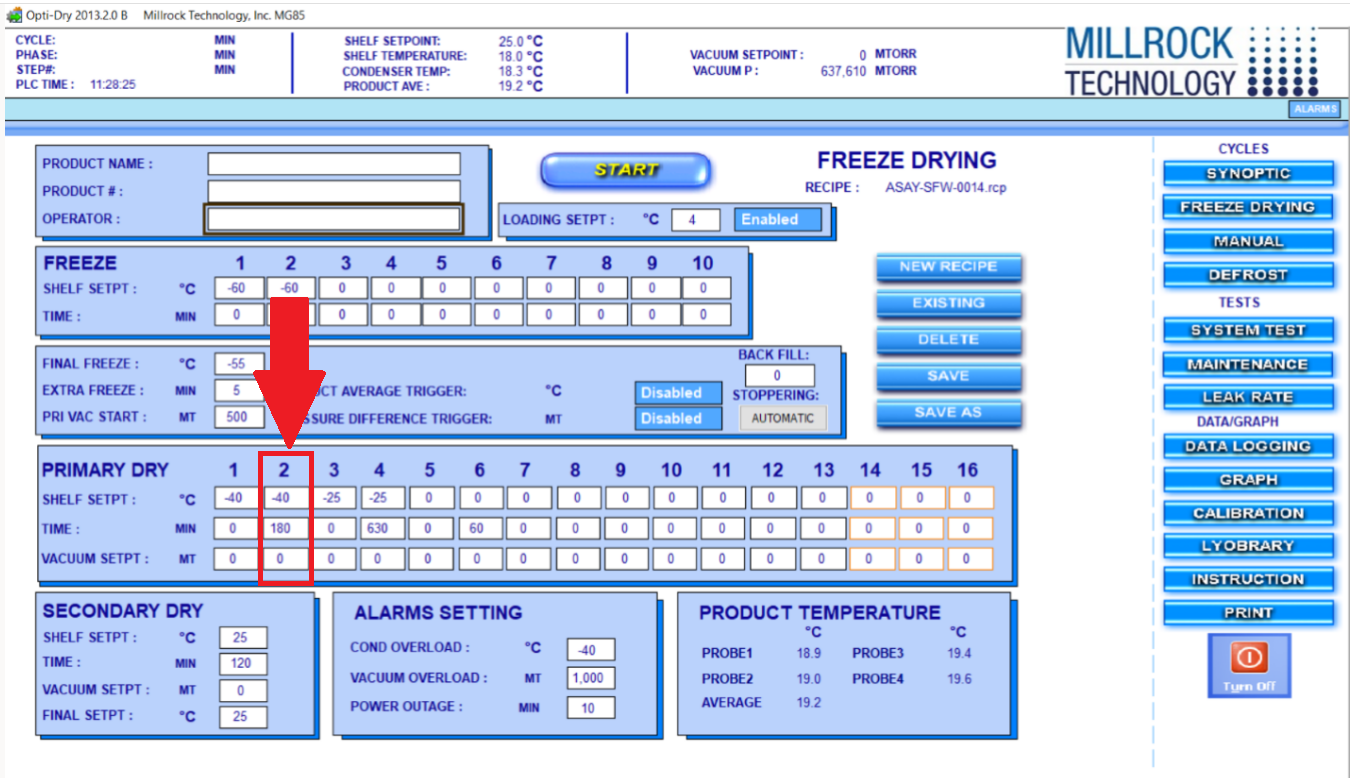 Opti-Dry 2013.2.0 B Millrock Technology, Inc. MG85
CYCLE: MIN
PHASE: MIN
STEP#: MIN
PLC TIME : 11:28:25
SHELF SETPOINT: 25.0 °C
SHELF TEMPERATURE: 18.0 °C
CONDENSER TEMP: 18.3 °C
PRODUCT AVE : 19.2 °C
VACUUM SETPOINT : 0 MTORR
VACUUM P : 637,610 MTORR
MILLROCK
TECHNOLOGY
ALARMS
PRODUCT NAME :
PRODUCT # :
OPERATOR :
START
FREEZE DRYING
RECIPE : ASAY-SFW-0014.rcp
LOADING SETPT : °C 4 Enabled
FREEZE 1 2 3 4 5 6 7 8 9 10
SHELF SETPT : °C -60 -60 0 0 0 0 0 0 0 0
TIME : MIN 0 0 0 0 0 0 0 0 0
NEW RECIPE
EXISTING
DELETE
SAVE
SAVE AS
FINAL FREEZE : °C -55
EXTRA FREEZE : MIN 5
PRI VAC START : MT 500
UCT AVERAGE TRIGGER: °C Disabled
SSURE DIFFERENCE TRIGGER: MT Disabled
BACK FILL:
0
STOPPERING:
AUTOMATIC
PRIMARY DRY 1 2 3 4 5 6 7 8 9 10 11 12 13 14 15 16
SHELF SETPT : °C -40 -40 -25 -25 0 0 0 0 0 0 0 0 0 0 0 0
TIME : MIN 0 180 0 630 0 60 0 0 0 0 0 0 0 0 0 0
VACUUM SETPT : MT 0 0 0 0 0 0 0 0 0 0 0 0 0 0 0 0
SECONDARY DRY
SHELF SETPT : °C 25
TIME : MIN 120
VACUUM SETPT : MT 0
FINAL SETPT : °C 25
ALARMS SETTING
COND OVERLOAD : °C -40
VACUUM OVERLOAD : MT 1,000
POWER OUTAGE : MIN 10
PRODUCT TEMPERATURE
°C °C
PROBE1 18.9 PROBE3 19.4
PROBE2 19.0 PROBE4 19.6
AVERAGE 19.2
CYCLES
SYNOPTIC
FREEZE DRYING
MANUAL
DEFROST
TESTS
SYSTEM TEST
MAINTENANCE
LEAK RATE
DATA/GRAPH
DATA LOGGING
GRAPH
CALIBRATION
LYOBRARY
INSTRUCTION
PRINT
Turn Off